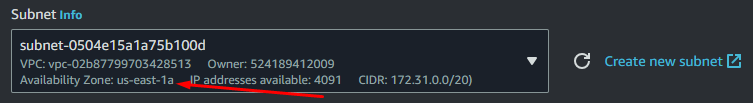 Subnet Info
subnet-0504e15a1a75b100d
VPC: vpc-02b87799703428513 Owner: 524189412009
Availability Zone: us-east-1a IP addresses available: 4091 CIDR: 172.31.0.0/20)
Create new subnet